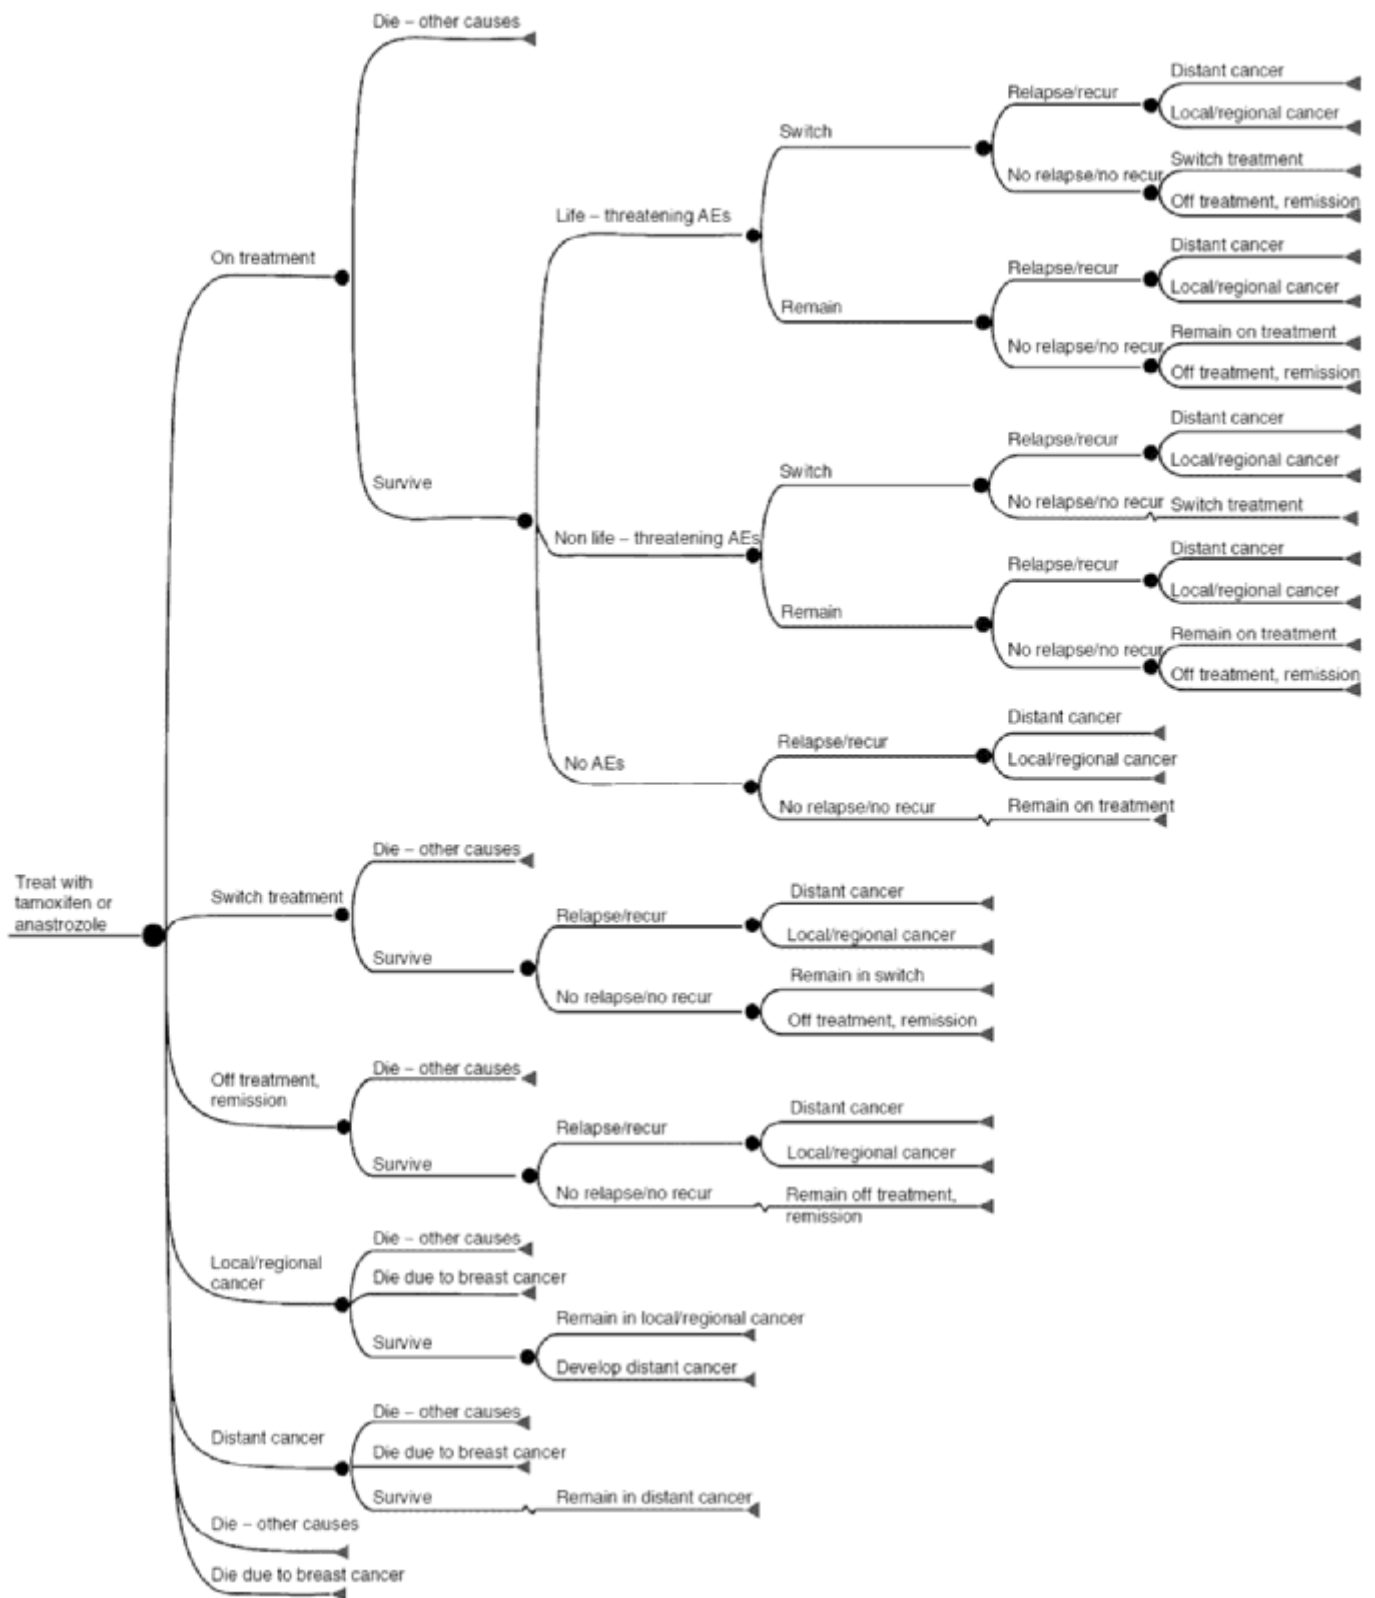 Die – other causes
Distant cancer
Relapse/recur
Local/regional cancer
Switch
Switch treatment
No relapse/no recur
Off treatment, remission
Life – threatening AEs
Distant cancer
On treatment
Relapse/recur
Local/regional cancer
Remain
Remain on treatment
No relapse/no recur
Off treatment, remission
Distant cancer
Relapse/recur
Local/regional cancer
Switch
Survive
No relapse/no recur
Switch treatment
Non life – threatening AEs
Distant cancer
Relapse/recur
Local/regional cancer
Remain
Remain on treatment
No relapse/no recur
Off treatment, remission
Distant cancer
Relapse/recur
Local/regional cancer
No AEs
No relapse/no recur
Remain on treatment
Die – other causes
Treat with
tamoxifen or
anastrozole
Switch treatment
Distant cancer
Relapse/recur
Local/regional cancer
Survive
Remain in switch
No relapse/no recur
Off treatment, remission
Die – other causes
Off treatment,
remission
Distant cancer
Relapse/recur
Local/regional cancer
Survive
No relapse/no recur
Remain off treatment,
remission
Die – other causes
Local/regional
cancer
Die due to breast cancer
Remain in local/regional cancer
Survive
Develop distant cancer
Die – other causes
Distant cancer
Die due to breast cancer
Survive
Remain in distant cancer
Die – other causes
Die due to breast cancer